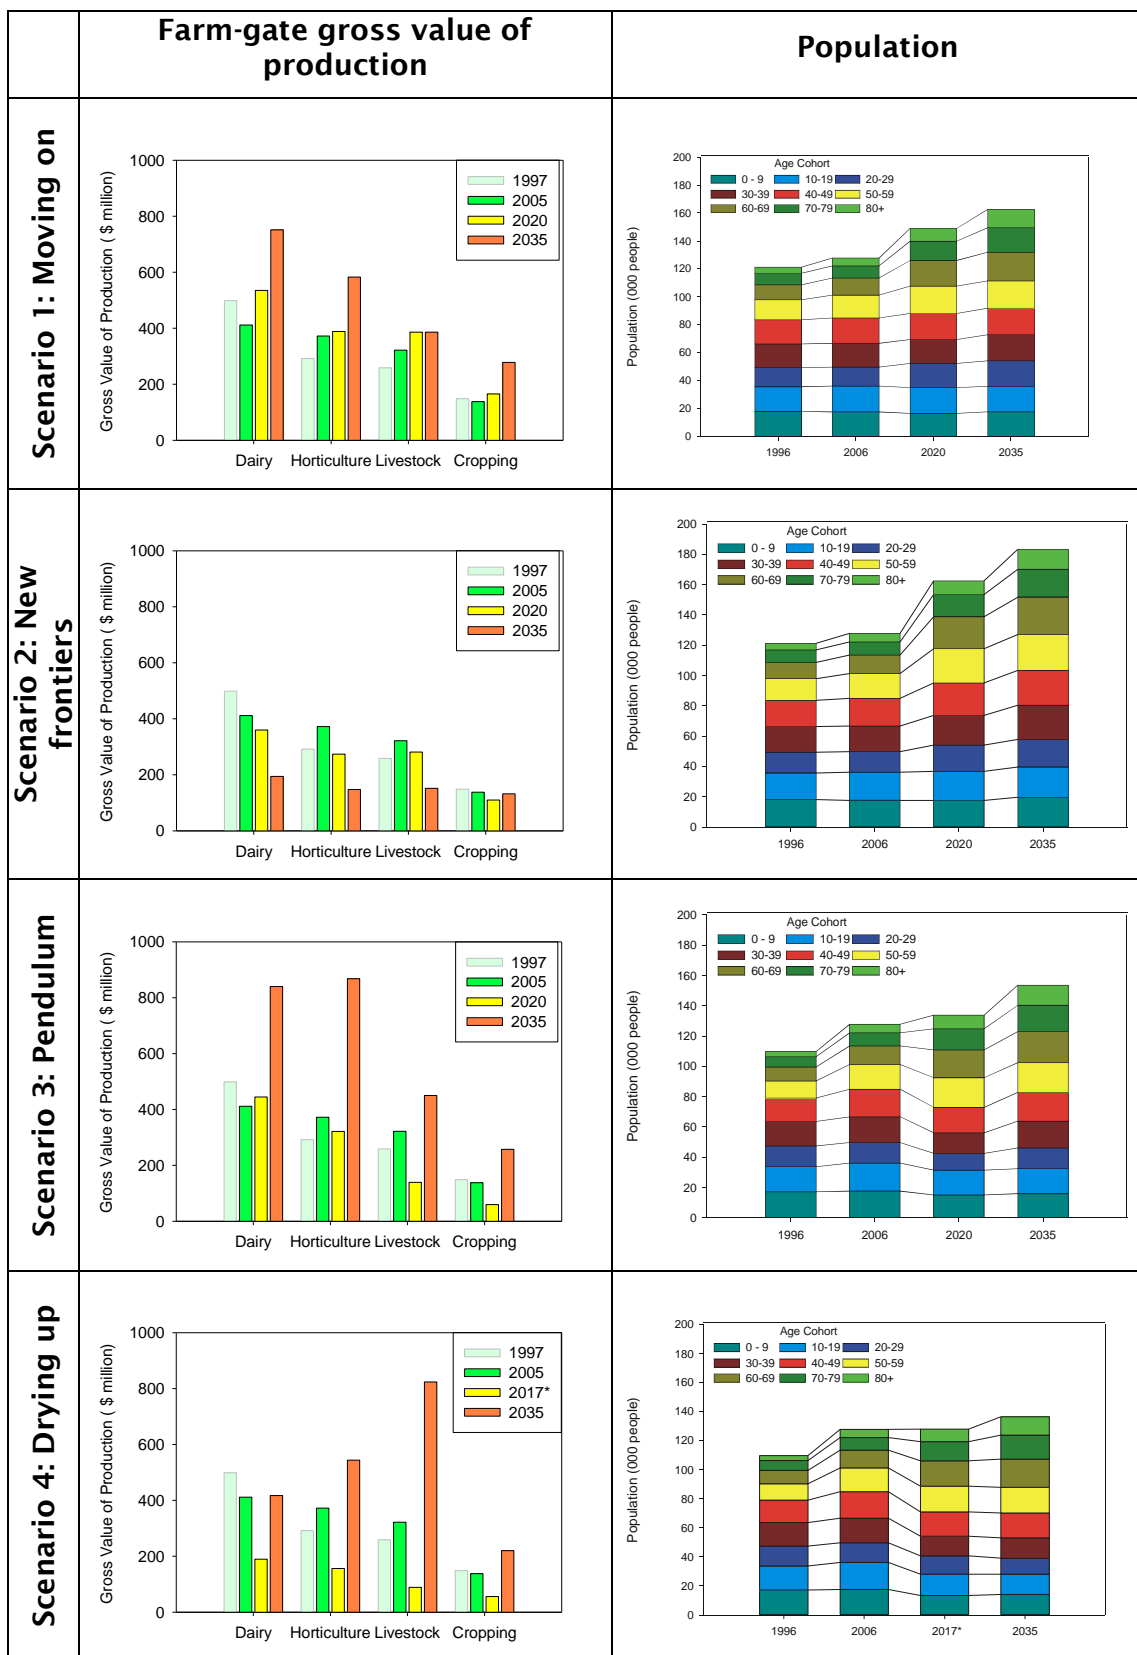 Farm-gate gross value of
production
Population
Scenario 1: Moving on
Gross Value of Production ( $ million)
1000
800
600
400
200
0
1997
2005
2020
2035
Dairy Horticulture Livestock Cropping
Population (000 people)
200
180
160
140
120
100
80
60
40
20
0
Age Cohort
0 - 9 10-19 20-29
30-39 40-49 50-59
60-69 70-79 80+
1996 2006 2020 2035
Scenario 2: New
frontiers
Gross Value of Production ( $ million)
1000
800
600
400
200
0
1997
2005
2020
2035
Dairy Horticulture Livestock Cropping
Population (000 people)
200
180
160
140
120
100
80
60
40
20
0
Age Cohort
0 - 9 10-19 20-29
30-39 40-49 50-59
60-69 70-79 80+
1996 2006 2020 2035
Scenario 3: Pendulum
Gross Value of Production ( $ million)
1000
800
600
400
200
0
1997
2005
2020
2035
Dairy Horticulture Livestock Cropping
Population (000 people)
200
180
160
140
120
100
80
60
40
20
0
Age Cohort
0 - 9 10-19 20-29
30-39 40-49 50-59
60-69 70-79 80+
1996 2006 2020 2035
Scenario 4: Drying up
Gross Value of Production ( $ million)
1000
800
600
400
200
0
1997
2005
2017*
2035
Dairy Horticulture Livestock Cropping
Population (000 people)
200
180
160
140
120
100
80
60
40
20
0
Age Cohort
0 - 9 10-19 20-29
30-39 40-49 50-59
60-69 70-79 80+
1996 2006 2017* 2035